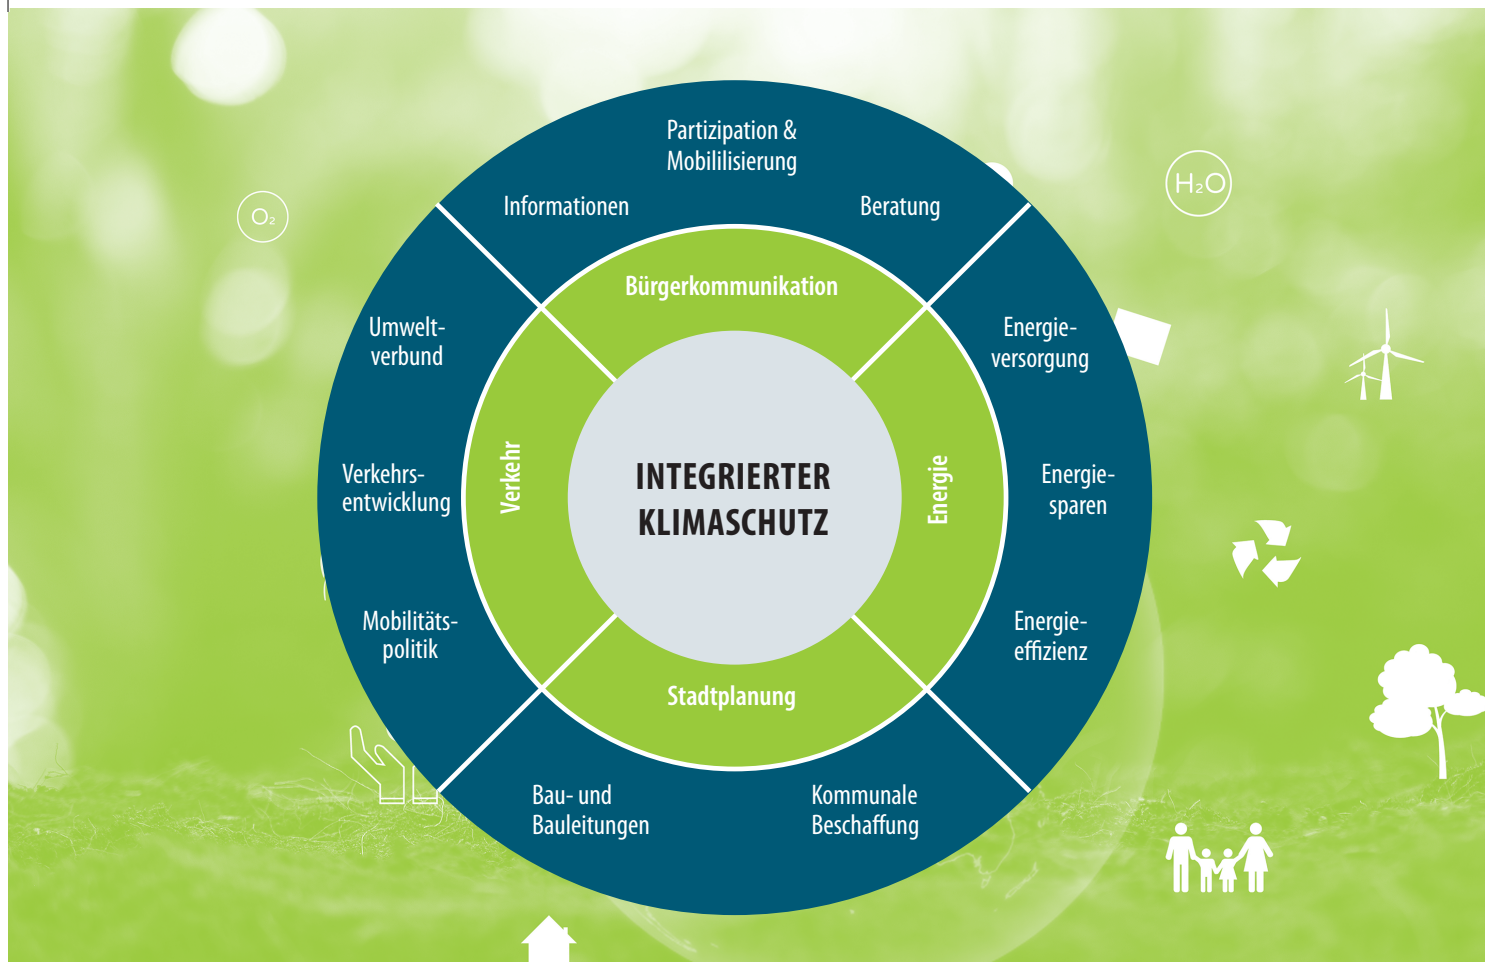 Partizipation &
Mobililisierung
Informationen
Beratung
Bürgerkommunikation
O₂
H₂O
Umwelt-
verbund
Energie-
versorgung
Verkehrs-
entwicklung
Verkehr
INTEGRIERTER
KLIMASCHUTZ
Energie
Energie-
sparen
Mobilitäts-
politik
Energie-
effizienz
Stadtplanung
Bau- und
Bauleitungen
Kommunale
Beschaffung